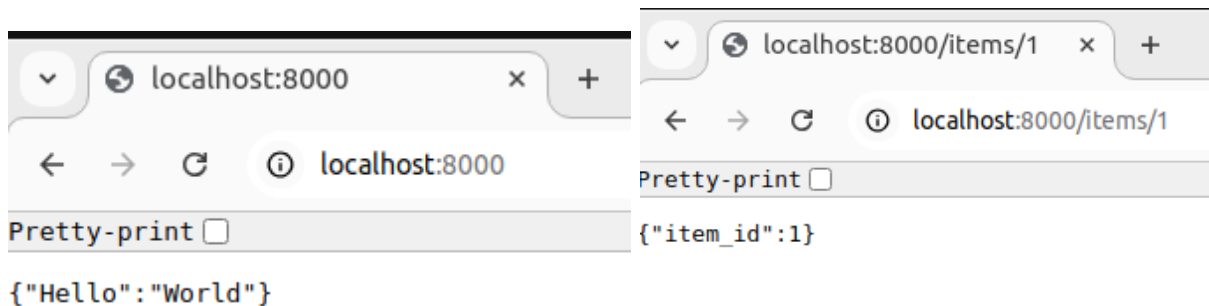 localhost:8000
localhost:8000
Pretty-print
{"Hello":"World"}
localhost:8000/items/1
localhost:8000/items/1
Pretty-print
{"item_id":1}